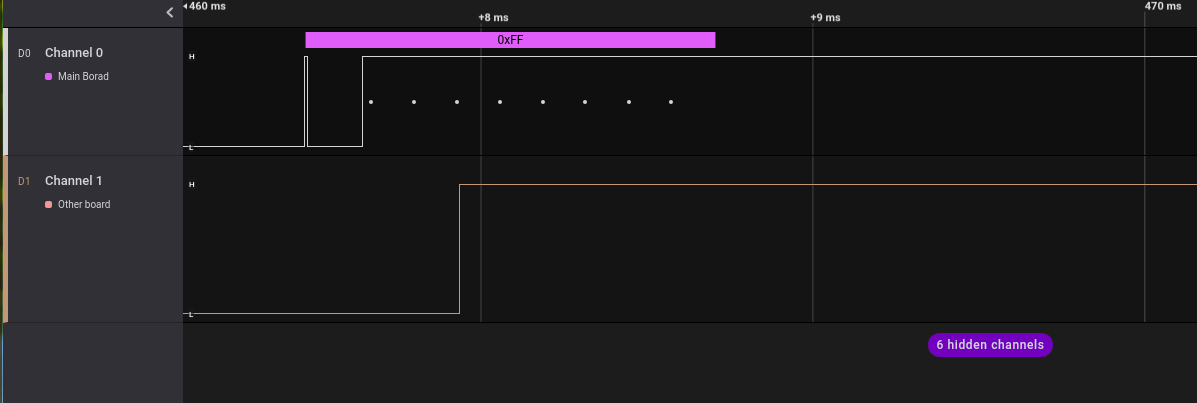 460 ms
+8 ms
+9 ms
470 ms
D0 Channel 0
Main Borad
H
0xFF
L
D1 Channel 1
Other board
H
L
6 hidden channels